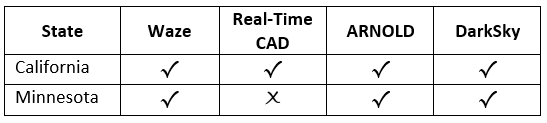 State Waze Real-Time CAD ARNOLD DarkSky
California ✓ ✓ ✓ ✓
Minnesota ✓ x ✓ ✓